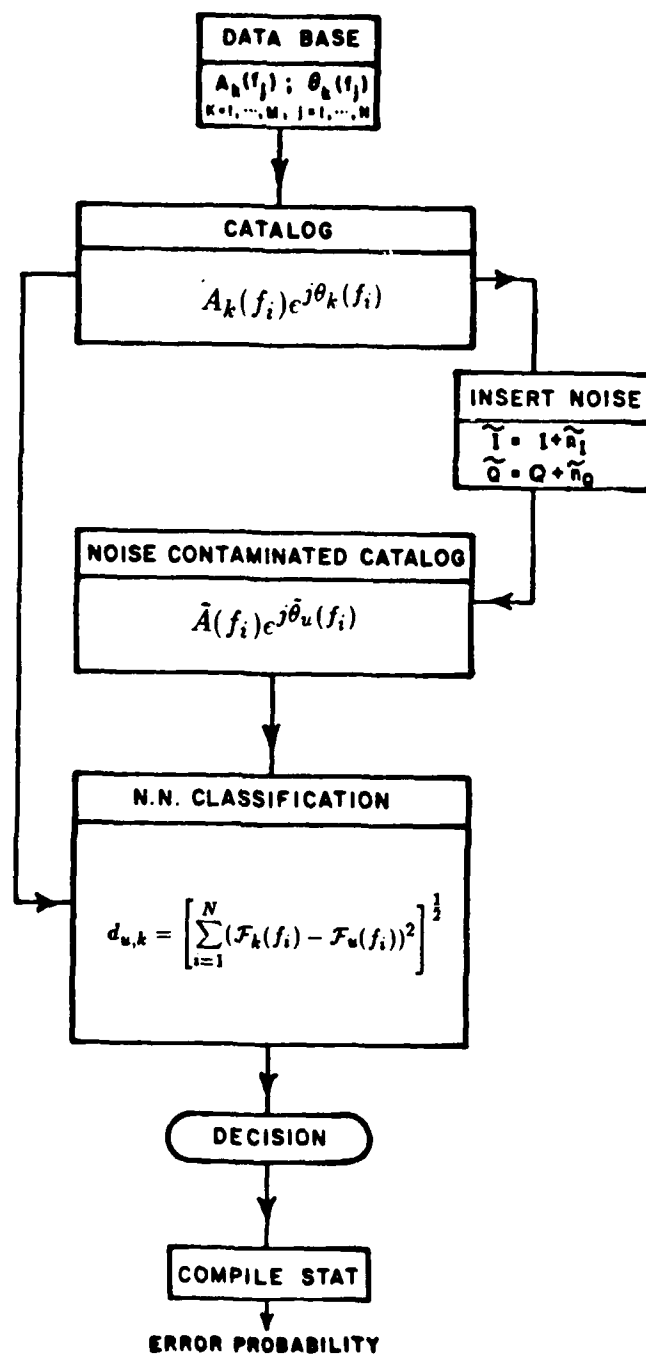 DATA BASE
A_k(f_j) ; θ_k(f_j)
K=1,⋯,M, j=1,⋯,N
CATALOG
A_k(f_i)ϵ^{jθ_k(f_i)}
INSERT NOISE
Ĩ = I+ñ_I
Q̃ = Q+ñ_Q
NOISE CONTAMINATED CATALOG
Ã(f_i)ϵ^{jθ̃_u(f_i)}
N.N. CLASSIFICATION
d_{u,k} = [∑_{i=1}^{N}(ℱ_k(f_i) − ℱ_u(f_i))^2]^{1/2}
DECISION
COMPILE STAT
ERROR PROBABILITY